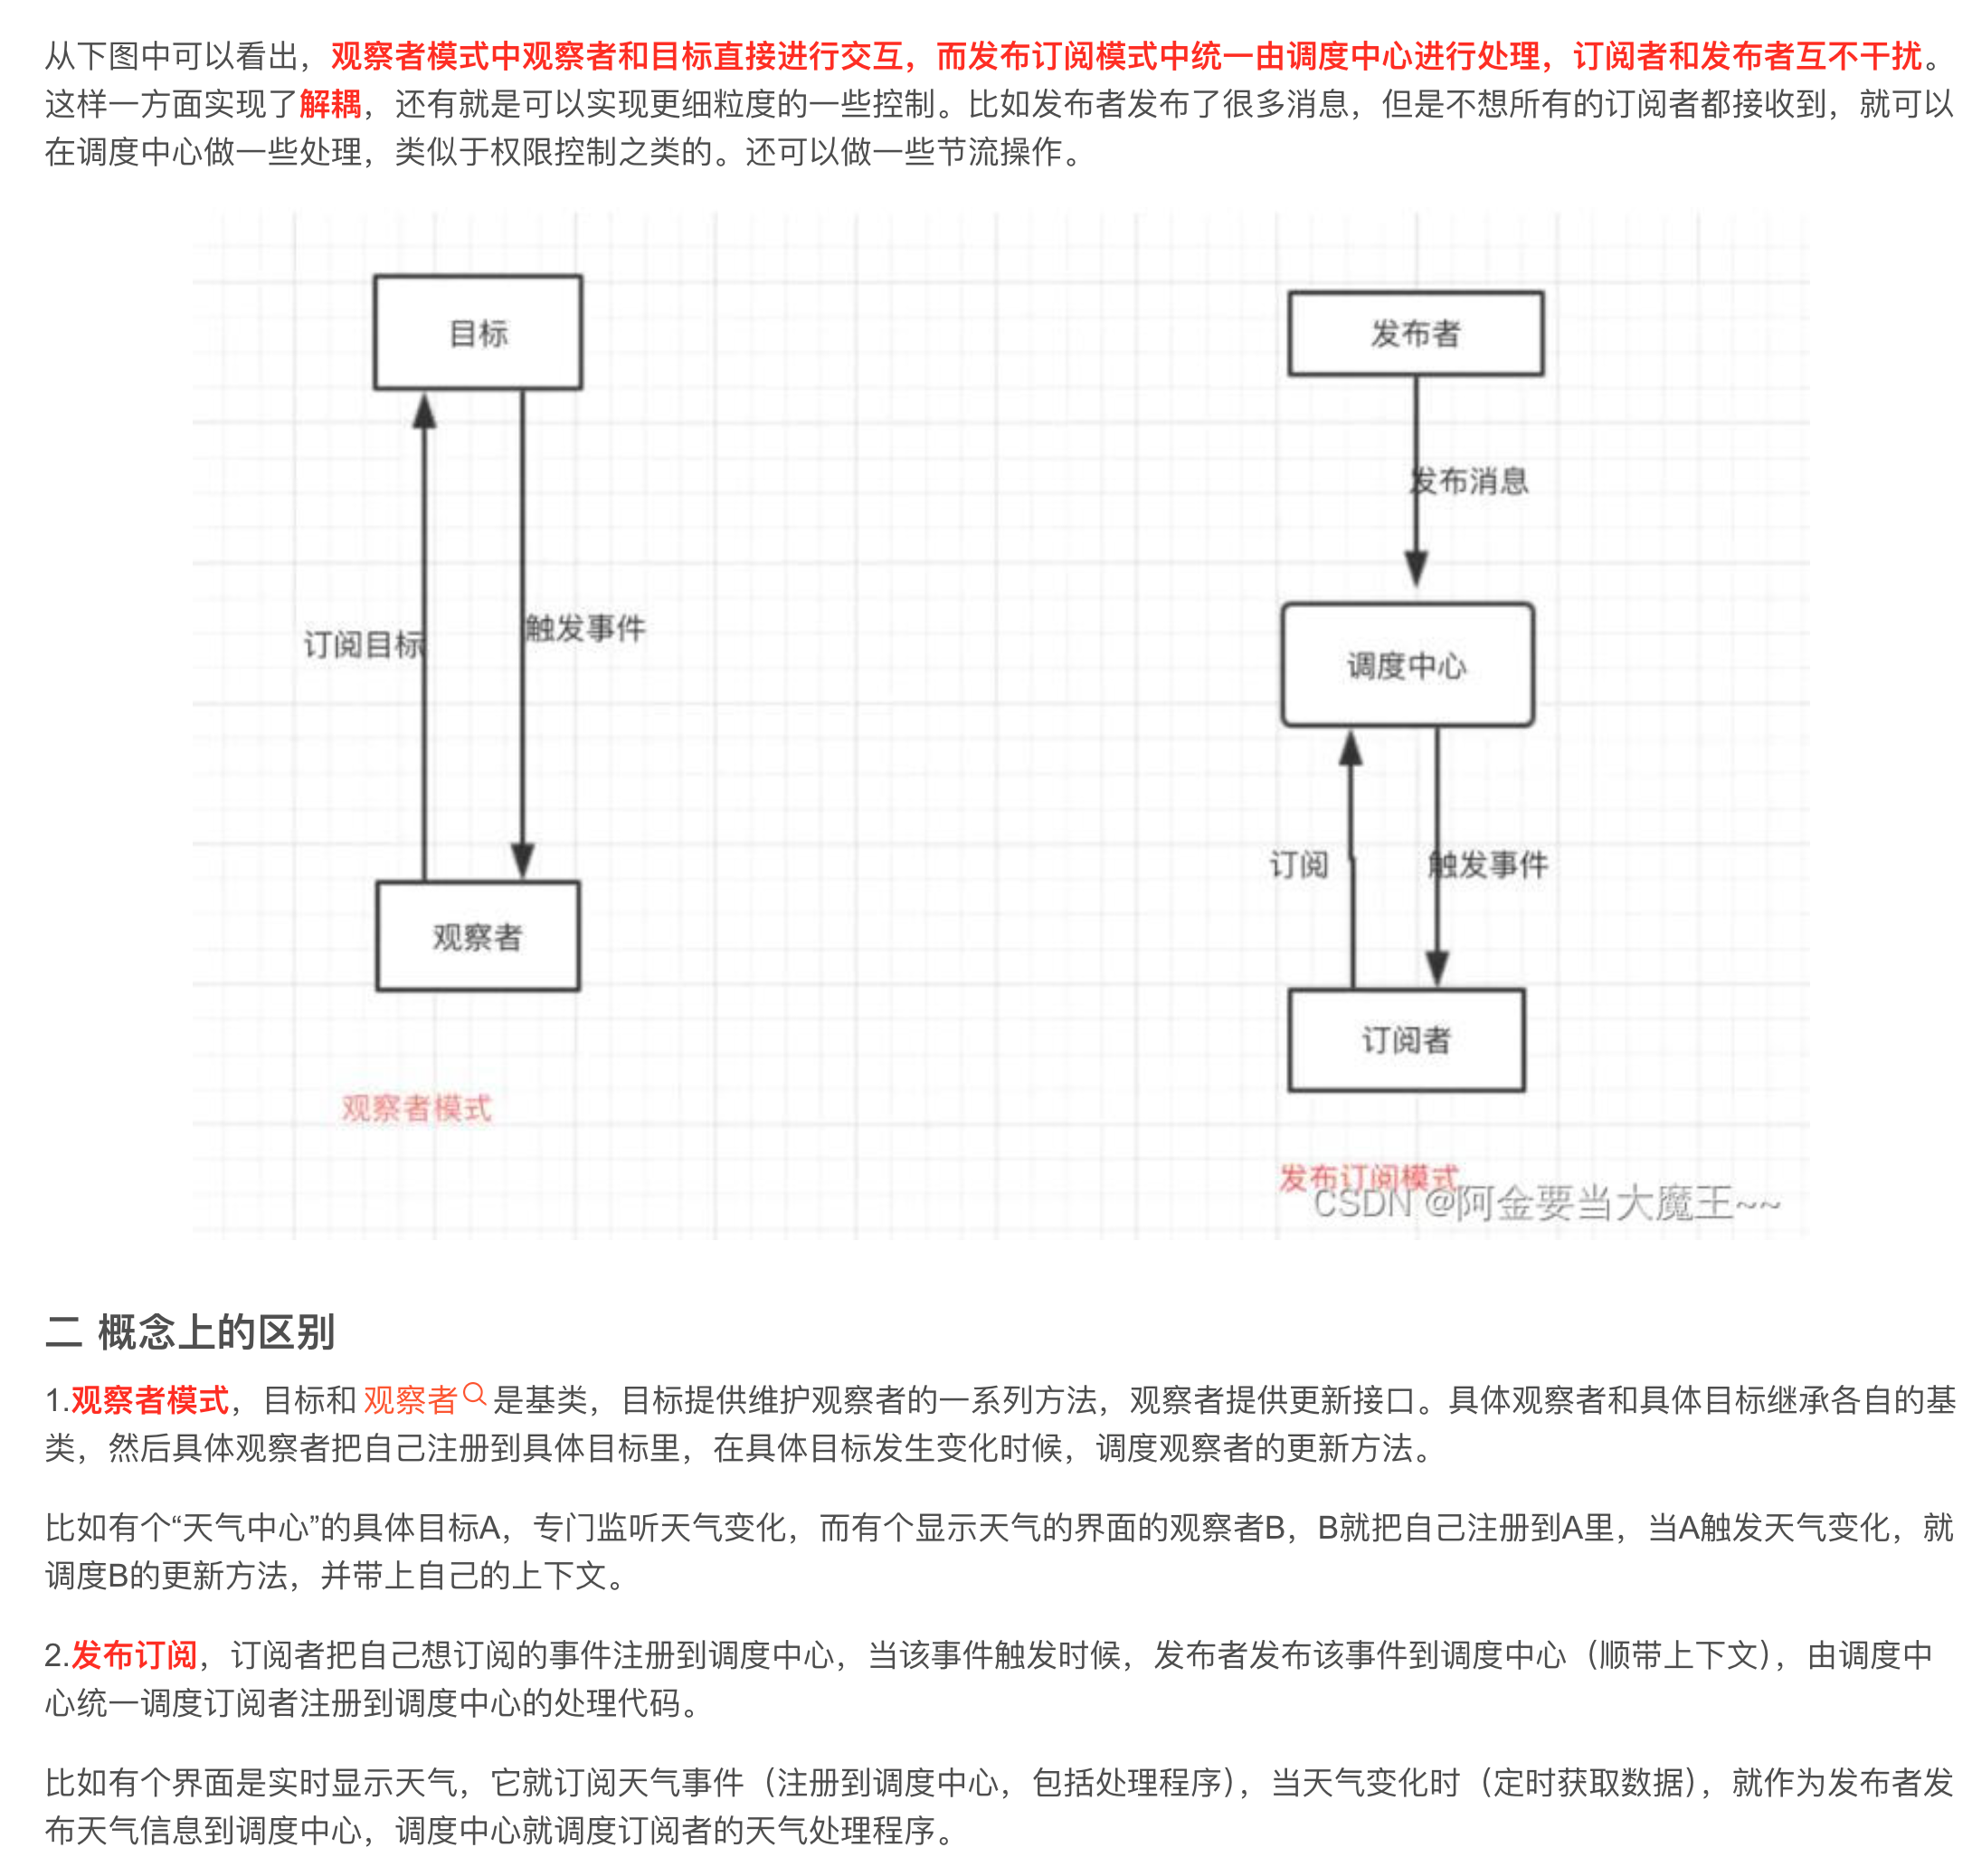 从下图中可以看出，观察者模式中观察者和目标直接进行交互，而发布订阅模式中统一由调度中心进行处理，订阅者和发布者互不干扰。
这样一方面实现了解耦，还有就是可以实现更细粒度的一些控制。比如发布者发布了很多消息，但是不想所有的订阅者都接收到，就可以
在调度中心做一些处理，类似于权限控制之类的。还可以做一些节流操作。
目标
发布者
发布消息
订阅目标
触发事件
调度中心
订阅
触发事件
观察者
订阅者
观察者模式
发布订阅模式
CSDN @阿金要当大魔王~~
二 概念上的区别
1.观察者模式，目标和 观察者 是基类，目标提供维护观察者的一系列方法，观察者提供更新接口。具体观察者和具体目标继承各自的基
类，然后具体观察者把自己注册到具体目标里，在具体目标发生变化时候，调度观察者的更新方法。
比如有个“天气中心”的具体目标A，专门监听天气变化，而有个显示天气的界面的观察者B，B就把自己注册到A里，当A触发天气变化，就
调度B的更新方法，并带上自己的上下文。
2.发布订阅，订阅者把自己想订阅的事件注册到调度中心，当该事件触发时候，发布者发布该事件到调度中心（顺带上下文），由调度中
心统一调度订阅者注册到调度中心的处理代码。
比如有个界面是实时显示天气，它就订阅天气事件（注册到调度中心，包括处理程序），当天气变化时（定时获取数据），就作为发布者发
布天气信息到调度中心，调度中心就调度订阅者的天气处理程序。